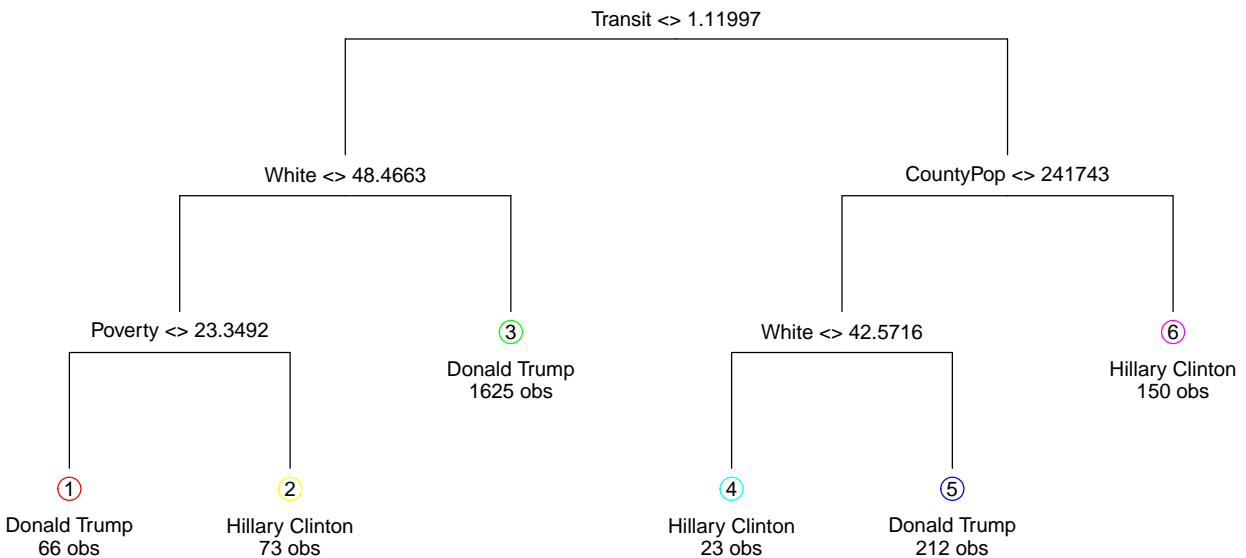 Transit <> 1.11997
White <> 48.4663
CountyPop <> 241743
Poverty <> 23.3492
3
Donald Trump
1625 obs
White <> 42.5716
6
Hillary Clinton
150 obs
1
Donald Trump
66 obs
2
Hillary Clinton
73 obs
4
Hillary Clinton
23 obs
5
Donald Trump
212 obs